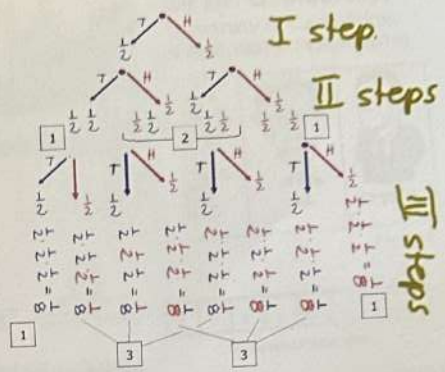 T H
1/2 1/2
I step.
T H T H
1/2 1/2 1/2 1/2 1/2 1/2 1/2 1/2
II steps
1 2 1
T T H T H T H
1/2 1/2 1/2 1/2 1/2 1/2 1/2 1/2
III steps
1/2 · 1/2 · 1/2 = 1/8
1/2 · 1/2 · 1/2 = 1/8
1/2 · 1/2 · 1/2 = 1/8
1/2 · 1/2 · 1/2 = 1/8
1/2 · 1/2 · 1/2 = 1/8
1/2 · 1/2 · 1/2 = 1/8
1/2 · 1/2 · 1/2 = 1/8
1/2 · 1/2 · 1/2 = 1/8
1 3 3 1